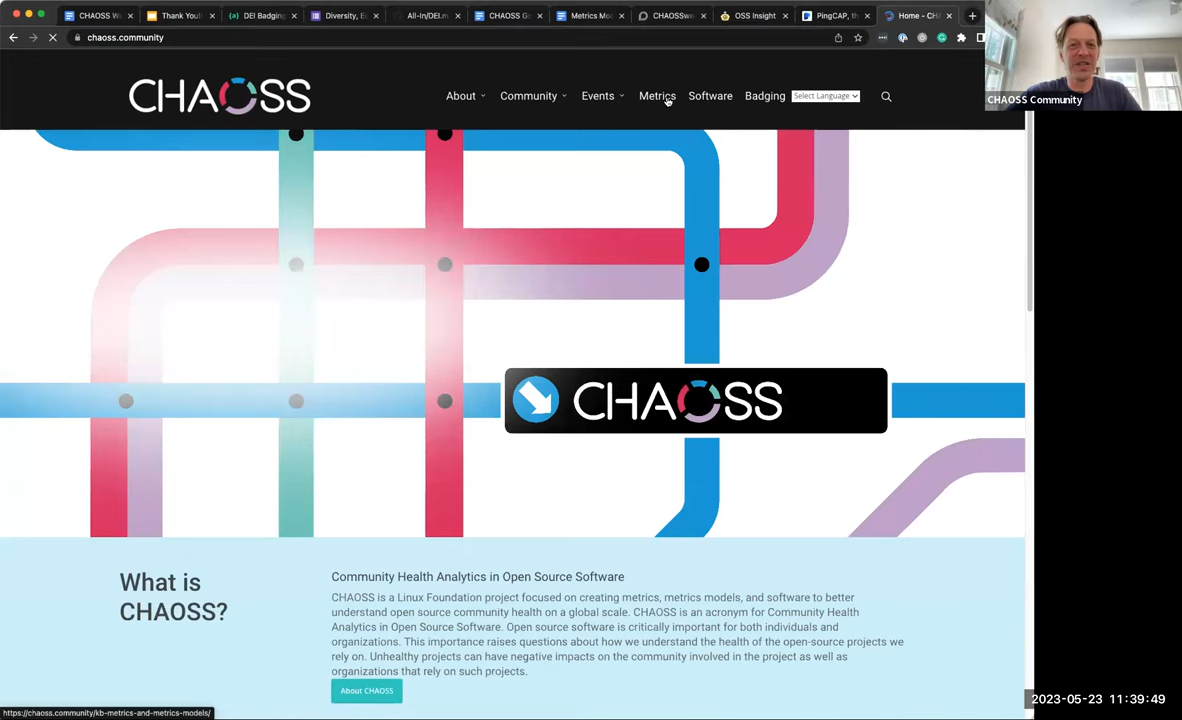 CHAOSS W
Thank You!
DEI Badging
Diversity, E
All-In/DEI.m
CHAOSS G
Metrics Mo
CHAOSSwe
OSS Insight
PingCAP, th
Home - CH
chaoss.community
CHAOSS
About
Community
Events
Metrics
Software
Badging
Select Language
CHAOSS Community
CHAOSS
What is
CHAOSS?
Community Health Analytics in Open Source Software
CHAOSS is a Linux Foundation project focused on creating metrics, metrics models, and software to better
understand open source community health on a global scale. CHAOSS is an acronym for Community Health
Analytics in Open Source Software. Open source software is critically important for both individuals and
organizations. This importance raises questions about how we understand the health of the open-source projects we
rely on. Unhealthy projects can have negative impacts on the community involved in the project as well as
organizations that rely on such projects.
About CHAOSS
https://chaoss.community/kb-metrics-and-metrics-models/
2023-05-23 11:39:49